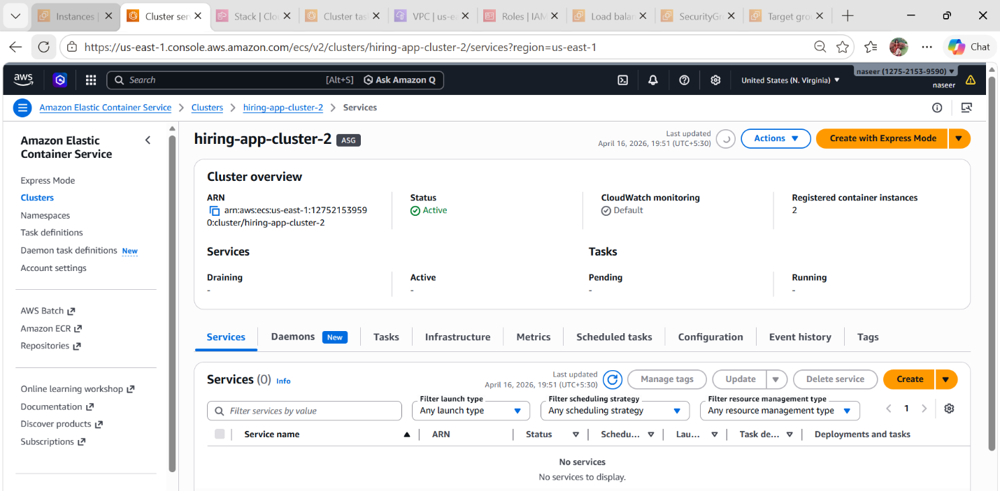 Instances |
Cluster serv
Stack | Clou
Cluster task
VPC | us-ea
Roles | IAM
Load balan
SecurityGr
Target grou
https://us-east-1.console.aws.amazon.com/ecs/v2/clusters/hiring-app-cluster-2/services?region=us-east-1
Chat
aws
Search
[Alt+S]
Ask Amazon Q
United States (N. Virginia) ▼
naseer (1275-2153-9590) ▼
naseer
Amazon Elastic Container Service > Clusters > hiring-app-cluster-2 > Services
Amazon Elastic
Container Service
Express Mode
Clusters
Namespaces
Task definitions
Daemon task definitions New
Account settings
AWS Batch
Amazon ECR
Repositories
Online learning workshop
Documentation
Discover products
Subscriptions
hiring-app-cluster-2 ASG
Last updated
April 16, 2026, 19:51 (UTC+5:30)
Actions ▼
Create with Express Mode
Cluster overview
ARN
arn:aws:ecs:us-east-1:12752153959
0:cluster/hiring-app-cluster-2
Status
Active
CloudWatch monitoring
Default
Registered container instances
2
Services
Tasks
Draining
-
Active
-
Pending
-
Running
-
Services
Daemons New
Tasks
Infrastructure
Metrics
Scheduled tasks
Configuration
Event history
Tags
Services (0) Info
Last updated
April 16, 2026, 19:51 (UTC+5:30)
Manage tags
Update
Delete service
Create
Filter services by value
Filter launch type
Any launch type
Filter scheduling strategy
Any scheduling strategy
Filter resource management type
Any resource management type
1
Service name
ARN
Status
Schedu...
Lau...
Task de...
Deployments and tasks
No services
No services to display.